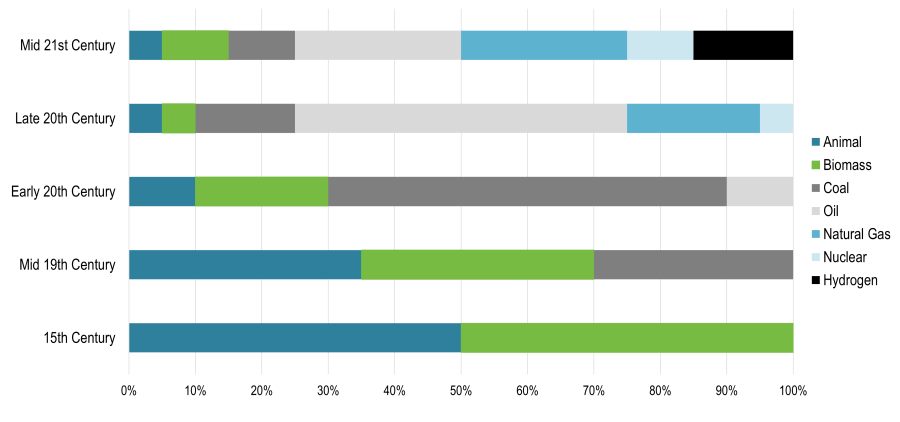 Mid 21st Century
Late 20th Century
Early 20th Century
Mid 19th Century
15th Century
0% 10% 20% 30% 40% 50% 60% 70% 80% 90% 100%
Animal
Biomass
Coal
Oil
Natural Gas
Nuclear
Hydrogen